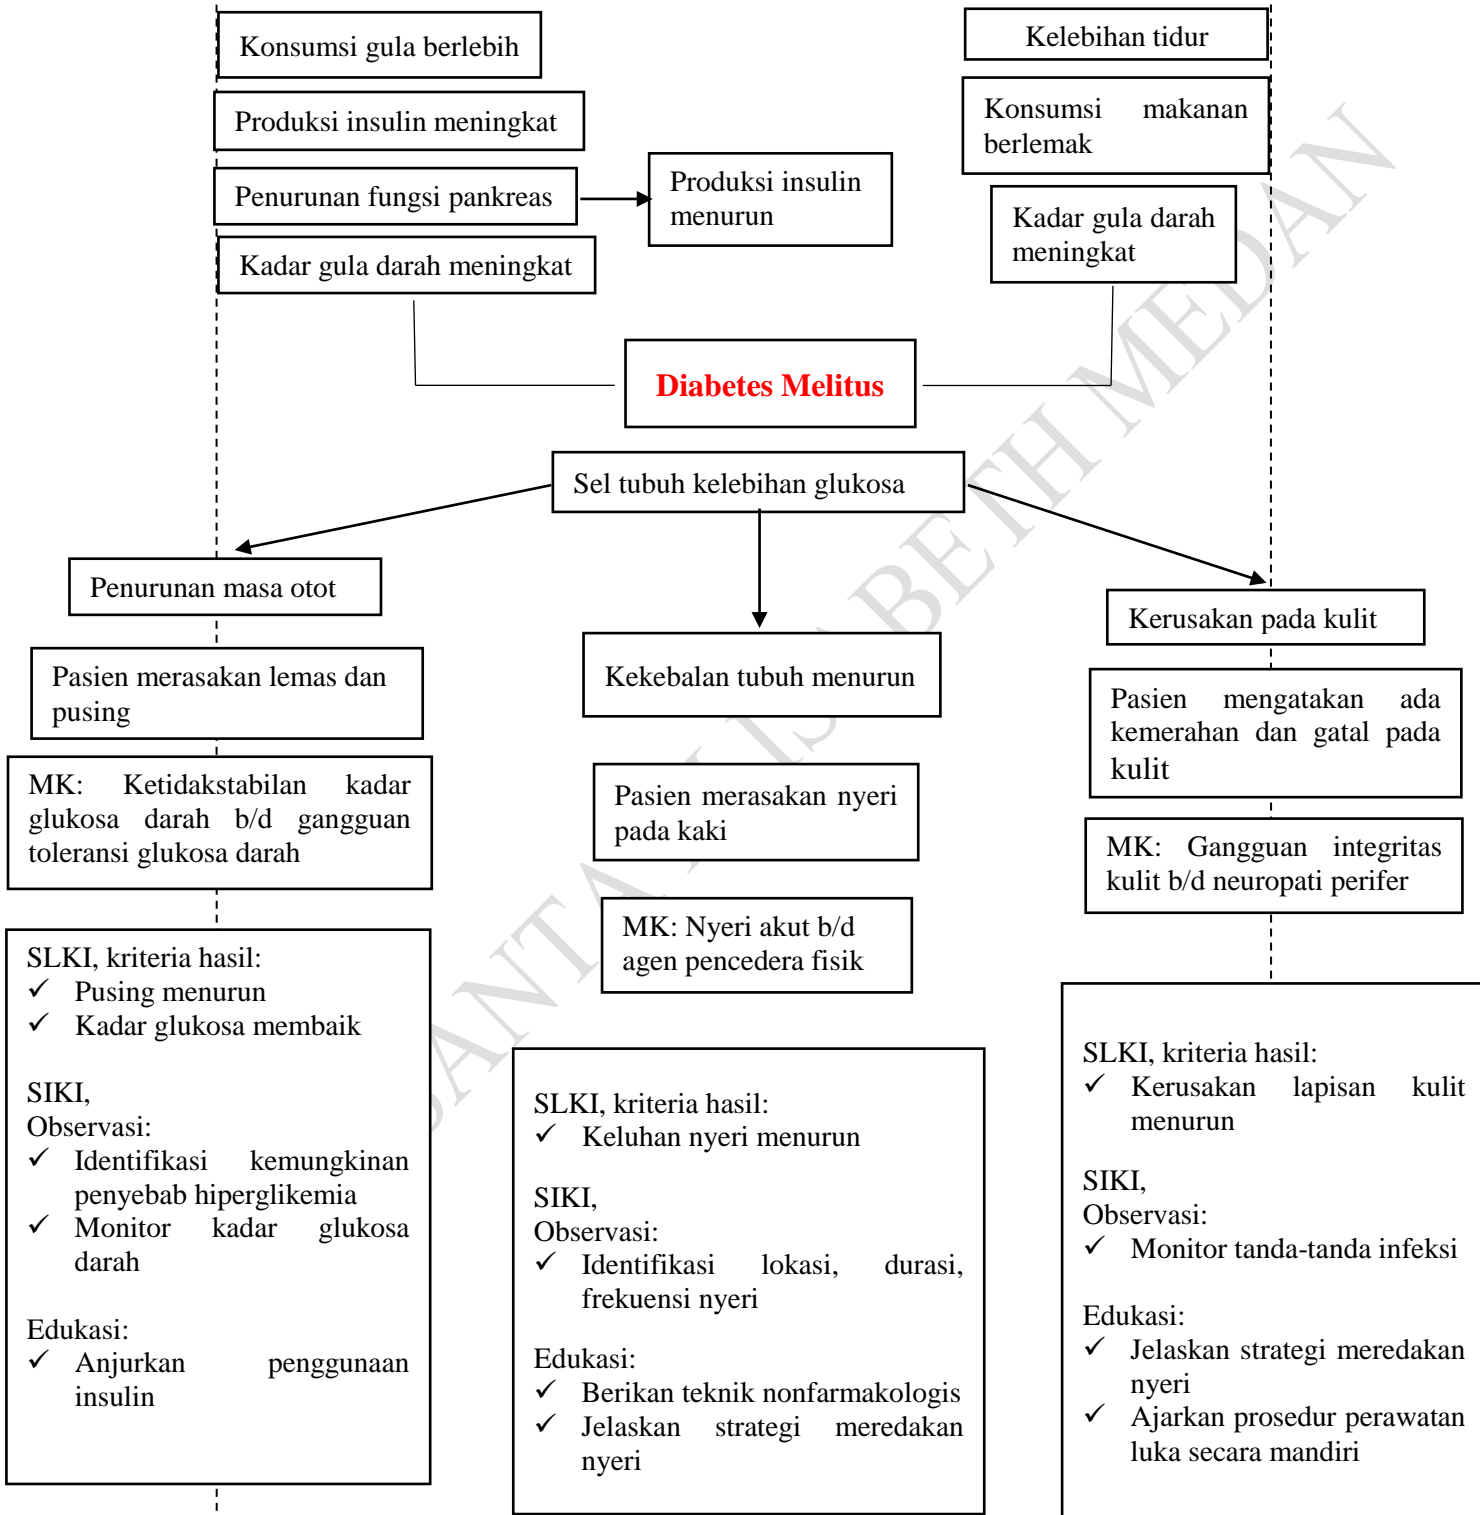 Konsumsi gula berlebih
Produksi insulin meningkat
Penurunan fungsi pankreas
Produksi insulin
menurun
Kadar gula darah meningkat
Kelebihan tidur
Konsumsi makanan
berlemak
Kadar gula darah
meningkat
Diabetes Melitus
Sel tubuh kelebihan glukosa
Penurunan masa otot
Pasien merasakan lemas dan
pusing
MK: Ketidakstabilan kadar
glukosa darah b/d gangguan
toleransi glukosa darah
SLKI, kriteria hasil:
✓ Pusing menurun
✓ Kadar glukosa membaik
SIKI,
Observasi:
✓ Identifikasi kemungkinan
penyebab hiperglikemia
✓ Monitor kadar glukosa
darah
Edukasi:
✓ Anjurkan penggunaan
insulin
Kekebalan tubuh menurun
Pasien merasakan nyeri
pada kaki
MK: Nyeri akut b/d
agen pencedera fisik
SLKI, kriteria hasil:
✓ Keluhan nyeri menurun
SIKI,
Observasi:
✓ Identifikasi lokasi, durasi,
frekuensi nyeri
Edukasi:
✓ Berikan teknik nonfarmakologis
✓ Jelaskan strategi meredakan
nyeri
Kerusakan pada kulit
Pasien mengatakan ada
kemerahan dan gatal pada
kulit
MK: Gangguan integritas
kulit b/d neuropati perifer
SLKI, kriteria hasil:
✓ Kerusakan lapisan kulit
menurun
SIKI,
Observasi:
✓ Monitor tanda-tanda infeksi
Edukasi:
✓ Jelaskan strategi meredakan
nyeri
✓ Ajarkan prosedur perawatan
luka secara mandiri
MEDAN